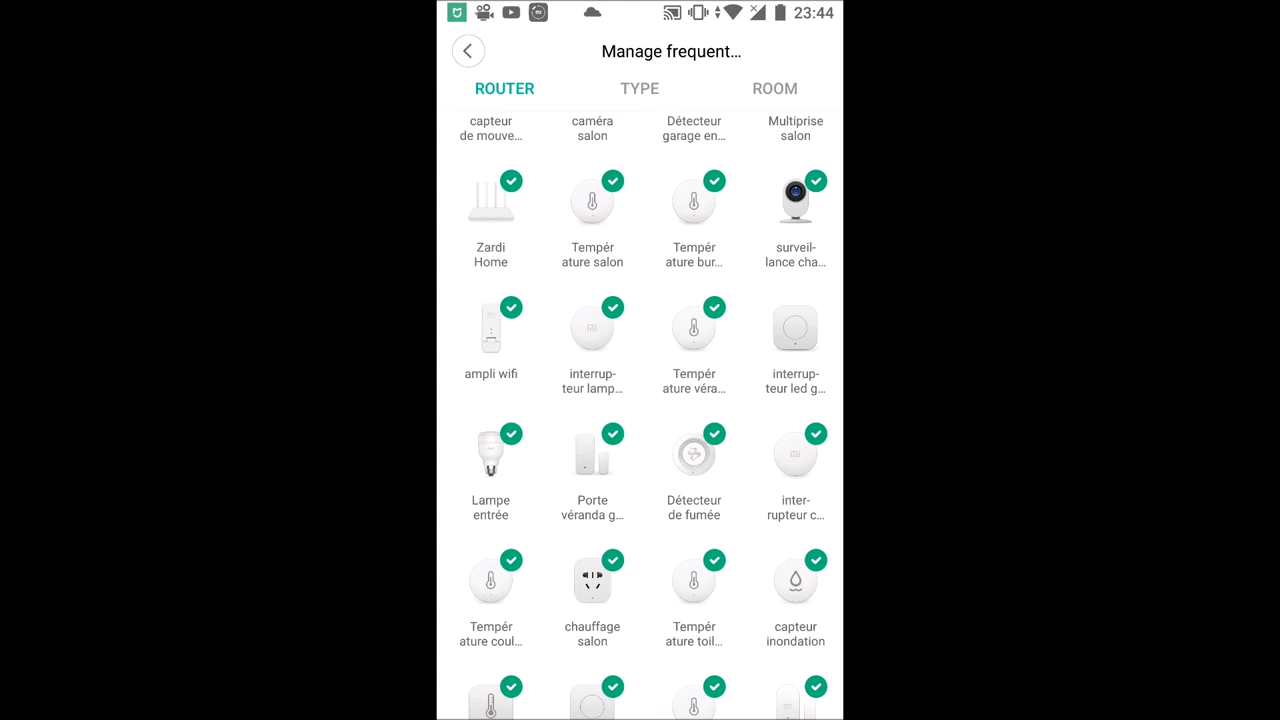 23:44
Manage frequent…
ROUTER TYPE ROOM
capteur
de mouve…
caméra
salon
Détecteur
garage en…
Multiprise
salon
Zardi
Home
Tempér
ature salon
Tempér
ature bur…
surveil-
lance cha…
ampli wifi
interrup-
teur lamp…
Tempér
ature véra…
interrup-
teur led g…
Lampe
entrée
Porte
véranda g…
Détecteur
de fumée
inter-
rupteur c…
Tempér
ature coul…
chauffage
salon
Tempér
ature toil…
capteur
inondation